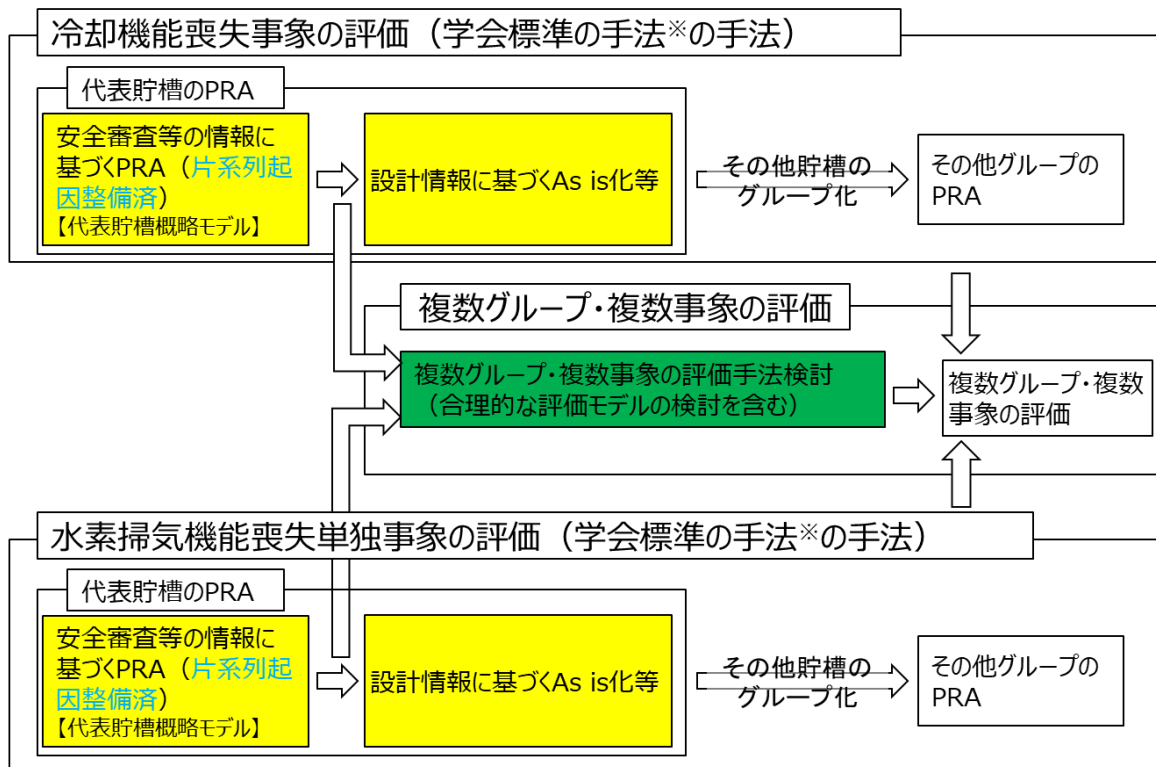 冷却機能喪失事象の評価（学会標準の手法※の手法）
代表貯槽のPRA
安全審査等の情報に
基づくPRA（片系列起
因整備済）
【代表貯槽概略モデル】
設計情報に基づくAs is化等
その他貯槽の
グループ化
その他グループの
PRA
複数グループ・複数事象の評価
複数グループ・複数事象の評価手法検討
（合理的な評価モデルの検討を含む）
複数グループ・複数
事象の評価
水素掃気機能喪失単独事象の評価（学会標準の手法※の手法）
代表貯槽のPRA
安全審査等の情報に
基づくPRA（片系列起
因整備済）
【代表貯槽概略モデル】
設計情報に基づくAs is化等
その他貯槽の
グループ化
その他グループの
PRA